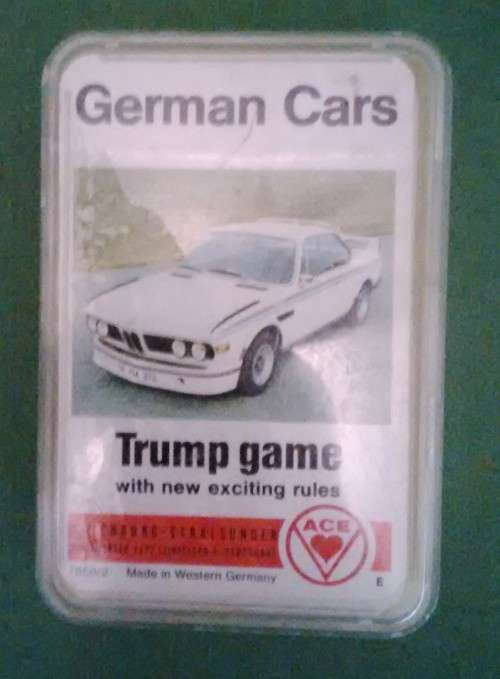 German Cars
Trump game
with new exciting rules
ACE
Made in Western Germany
E